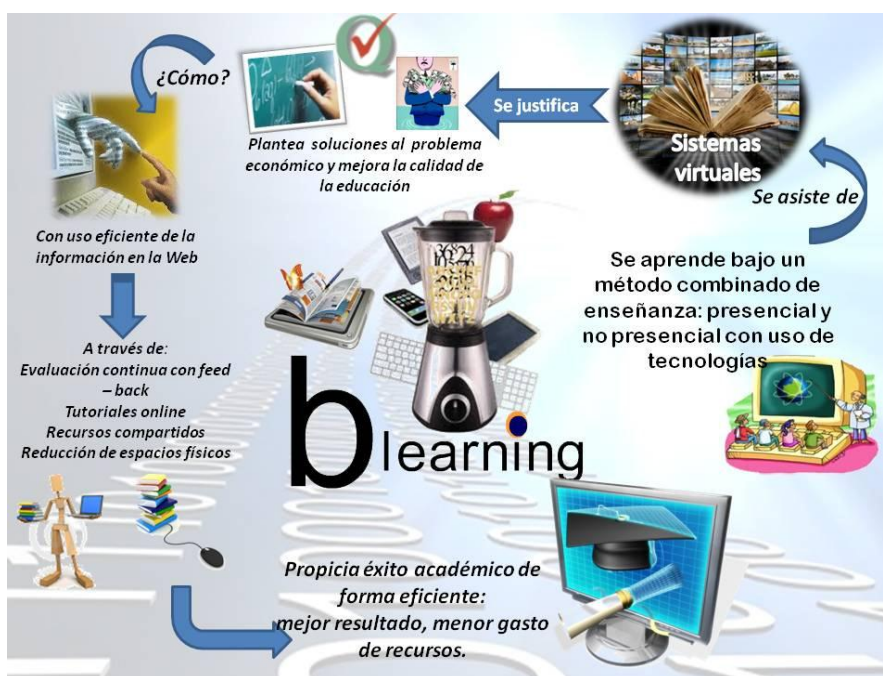 ¿Cómo?
Se justifica
Sistemas
virtuales
Se asiste de
Plantea soluciones al problema
económico y mejora la calidad de
la educación
Con uso eficiente de la
información en la Web
Se aprende bajo un
método combinado de
enseñanza: presencial y
no presencial con uso de
tecnologías
A través de:
Evaluación continua con feed
– back
Tutoriales online
Recursos compartidos
Reducción de espacios físicos
b learning
Propicia éxito académico de
forma eficiente:
mejor resultado, menor gasto
de recursos.